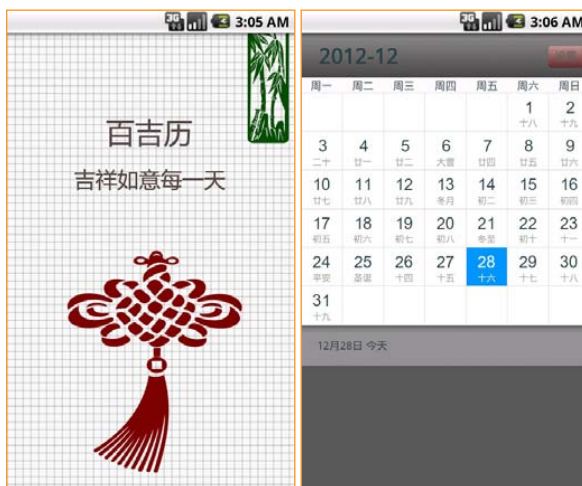 3G
3:05 AM
百吉历
吉祥如意每一天
3G
3:06 AM
2012-12
周一 周二 周三 周四 周五 周六 周日
1 2
十八 十九
3 4 5 6 7 8 9
二十 廿一 廿二 大雪 廿四 廿五 廿六
10 11 12 13 14 15 16
廿七 廿八 廿九 冬月 初二 初三 初四
17 18 19 20 21 22 23
初五 初六 初七 初八 冬至 初十 十一
24 25 26 27 28 29 30
平安 圣诞 十四 十五 十六 十七 十八
31
十九
12月28日 今天